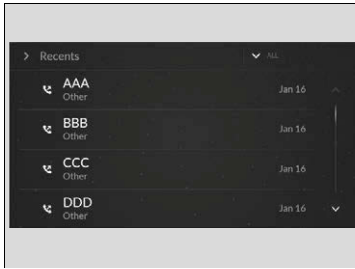 Recents
ALL
AAA
Other
Jan 16
BBB
Other
Jan 16
CCC
Other
Jan 16
DDD
Other
Jan 16